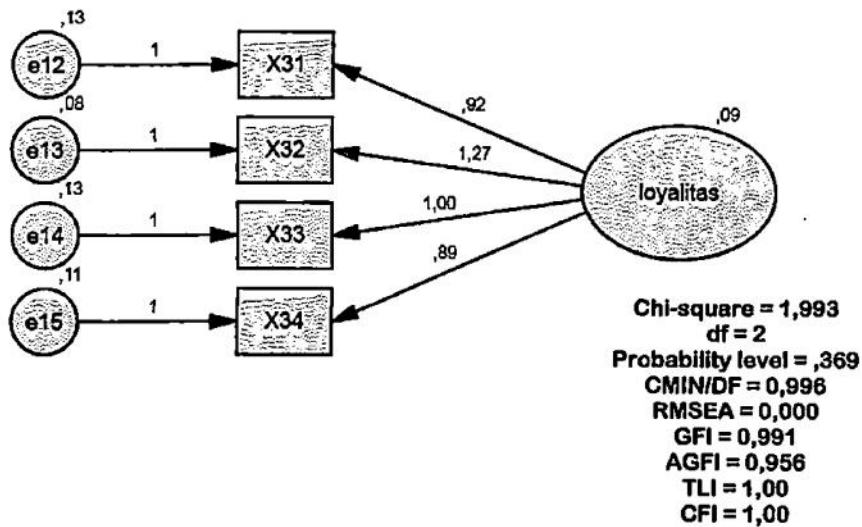 ,13
e12
1
X31
,92
,08
e13
1
X32
1,27
,09
loyalitas
,13
e14
1
X33
1,00
,11
e15
1
X34
,89
Chi-square = 1,993
df = 2
Probability level = ,369
CMIN/DF = 0,996
RMSEA = 0,000
GFI = 0,991
AGFI = 0,956
TLI = 1,00
CFI = 1,00